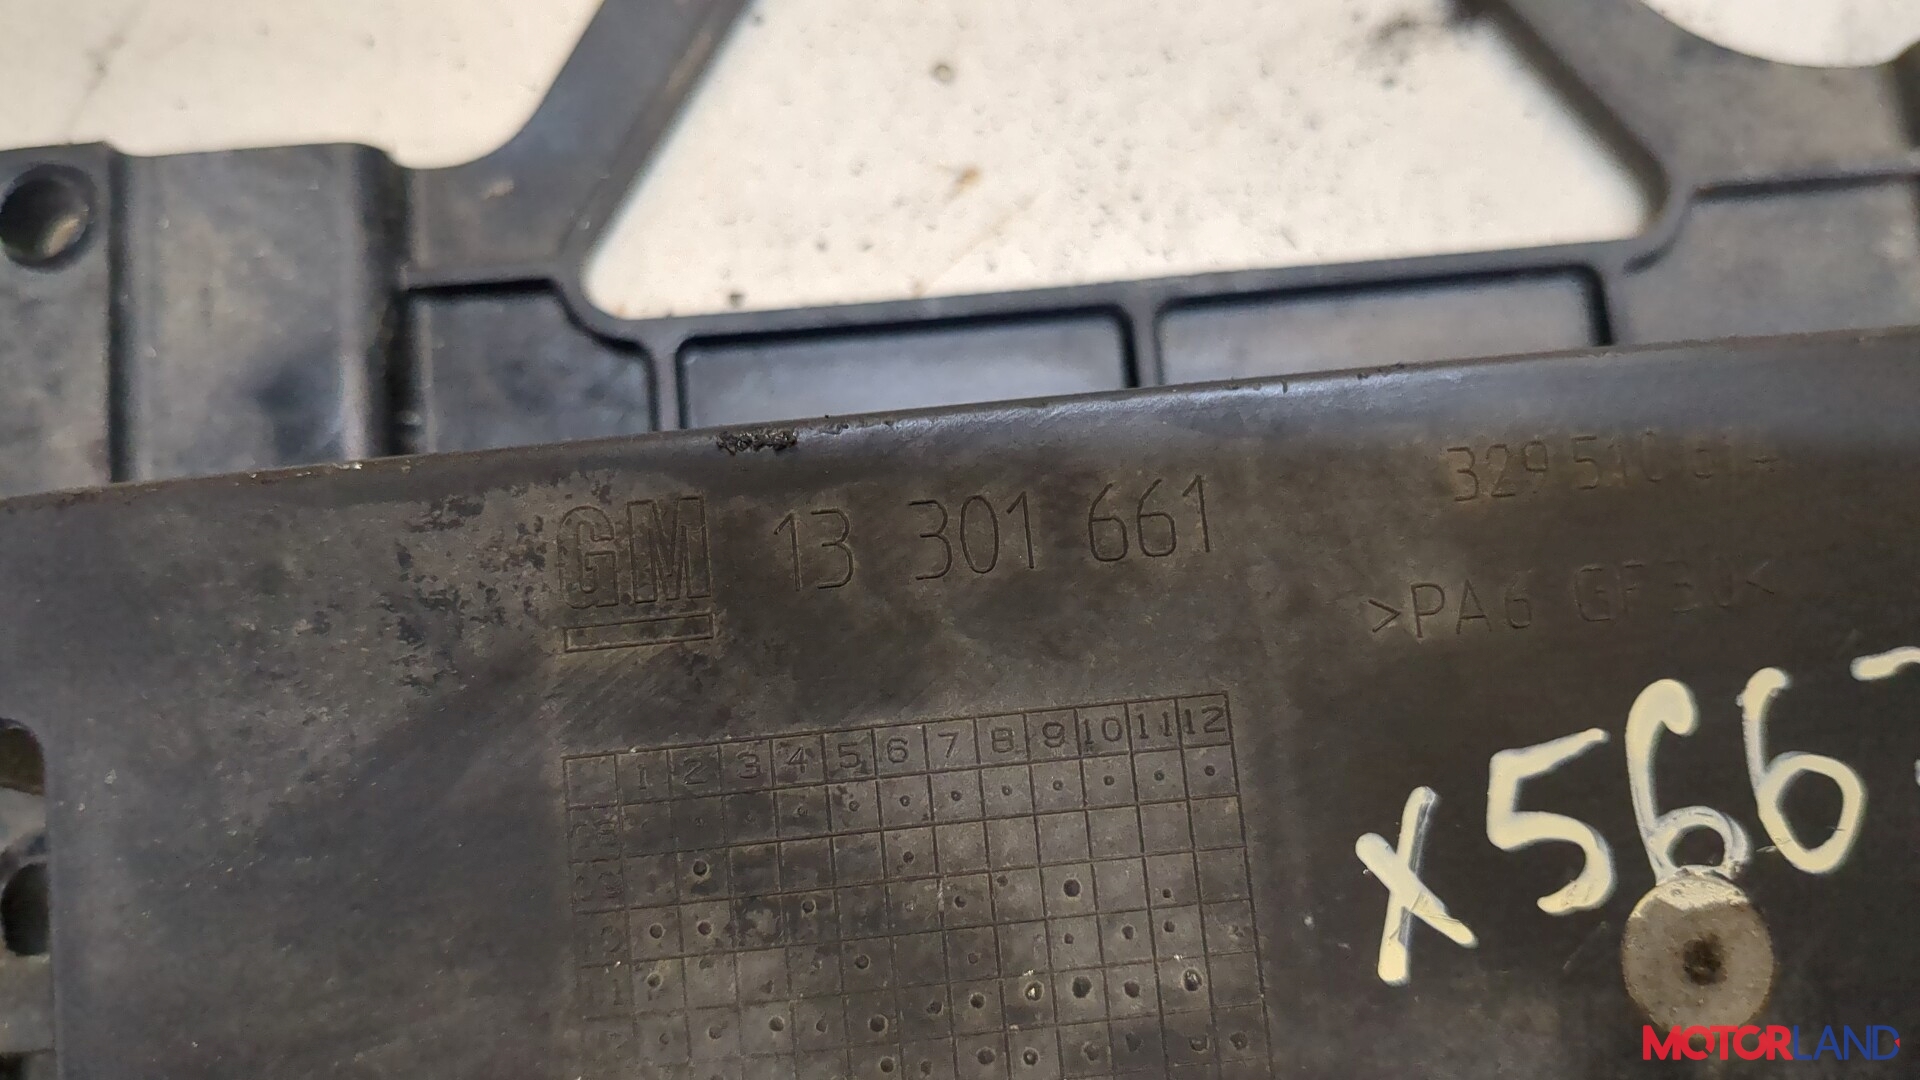 GM 13 301 661
>PA6 GF30<
1 2 3 4 5 6 7 8 9 10 11 12
x566
MOTORLAND